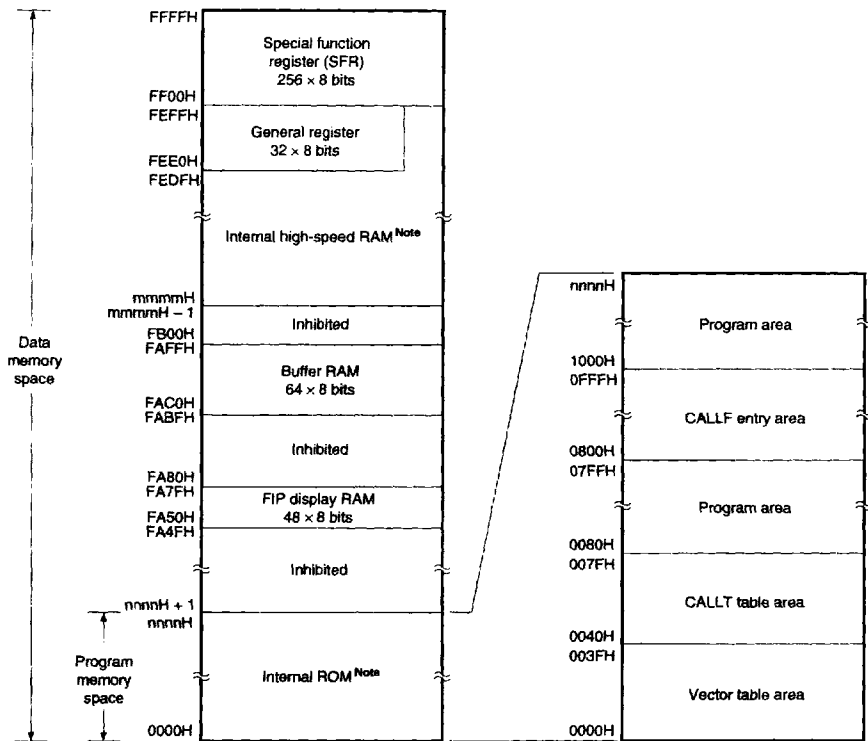 FFFFH
Special function
register (SFR)
256 × 8 bits
FF00H
FEFFH
General register
32 × 8 bits
FEE0H
FEDFH
Internal high-speed RAM Note
mmmmH
mmmmH – 1
Inhibited
FB00H
FAFFH
Buffer RAM
64 × 8 bits
FAC0H
FABFH
Inhibited
FA80H
FA7FH
FIP display RAM
48 × 8 bits
FA50H
FA4FH
Inhibited
nnnnH + 1
nnnnH
Internal ROM Note
0000H
Data
memory
space
Program
memory
space
nnnnH
Program area
1000H
0FFFH
CALLF entry area
0800H
07FFH
Program area
0080H
007FH
CALLT table area
0040H
003FH
Vector table area
0000H